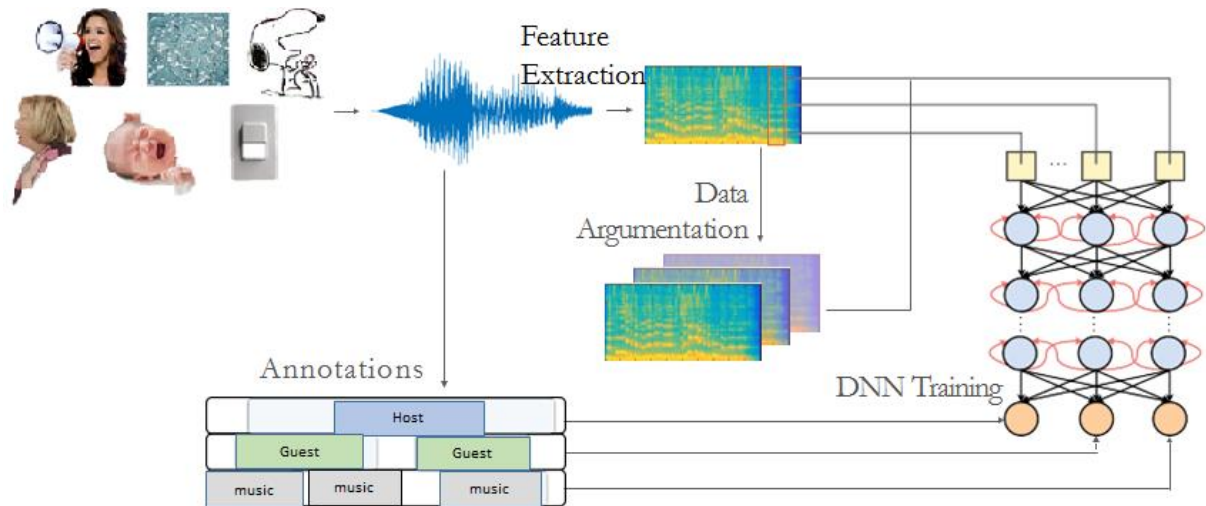 Feature
Extraction
Data
Argumentation
...
Annotations
DNN Training
Host
Guest
Guest
music
music
music